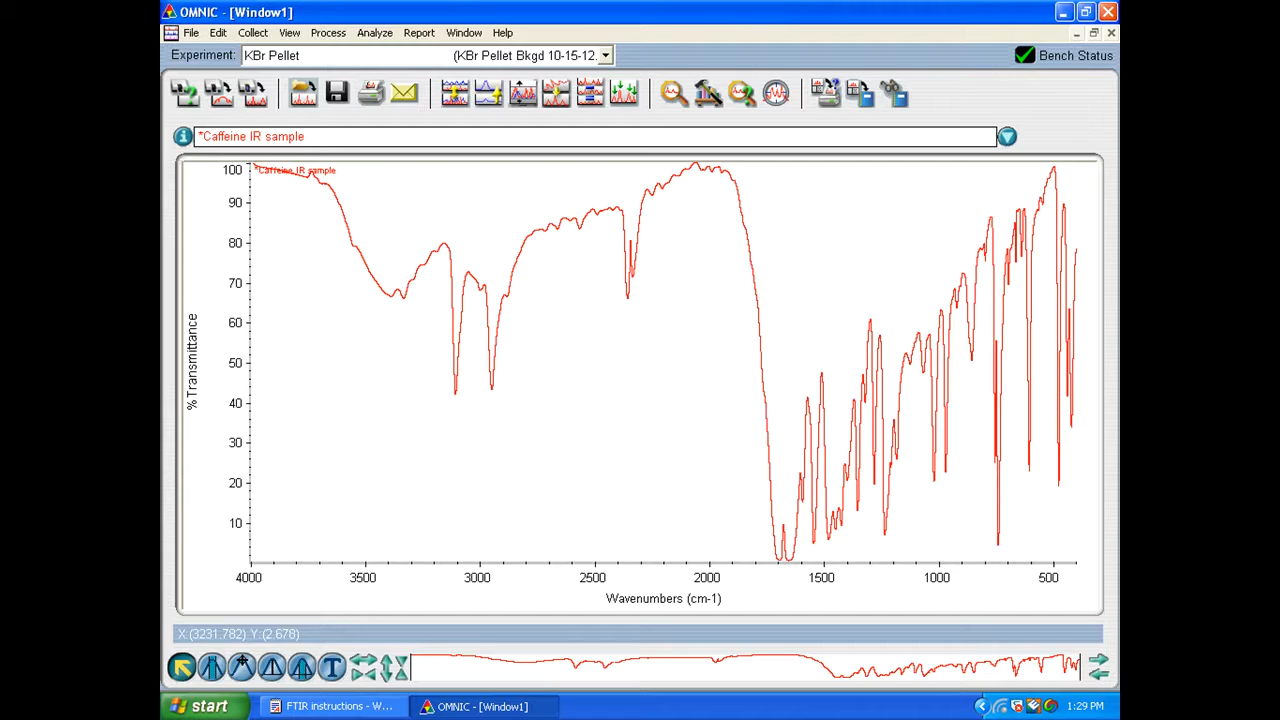 OMNIC - [Window1]
File Edit Collect View Process Analyze Report Window Help
Experiment: KBr Pellet (KBr Pellet Bkgd 10-15-12. Bench Status
*Caffeine IR sample
*Caffeine IR sample
100
90
80
70
60
50
40
30
20
10
%Transmittance
4000 3500 3000 2500 2000 1500 1000 500
Wavenumbers (cm-1)
X:(3231.782) Y:(2.678)
T
start FTIR instructions - W... OMNIC - [Window1] 1:29 PM